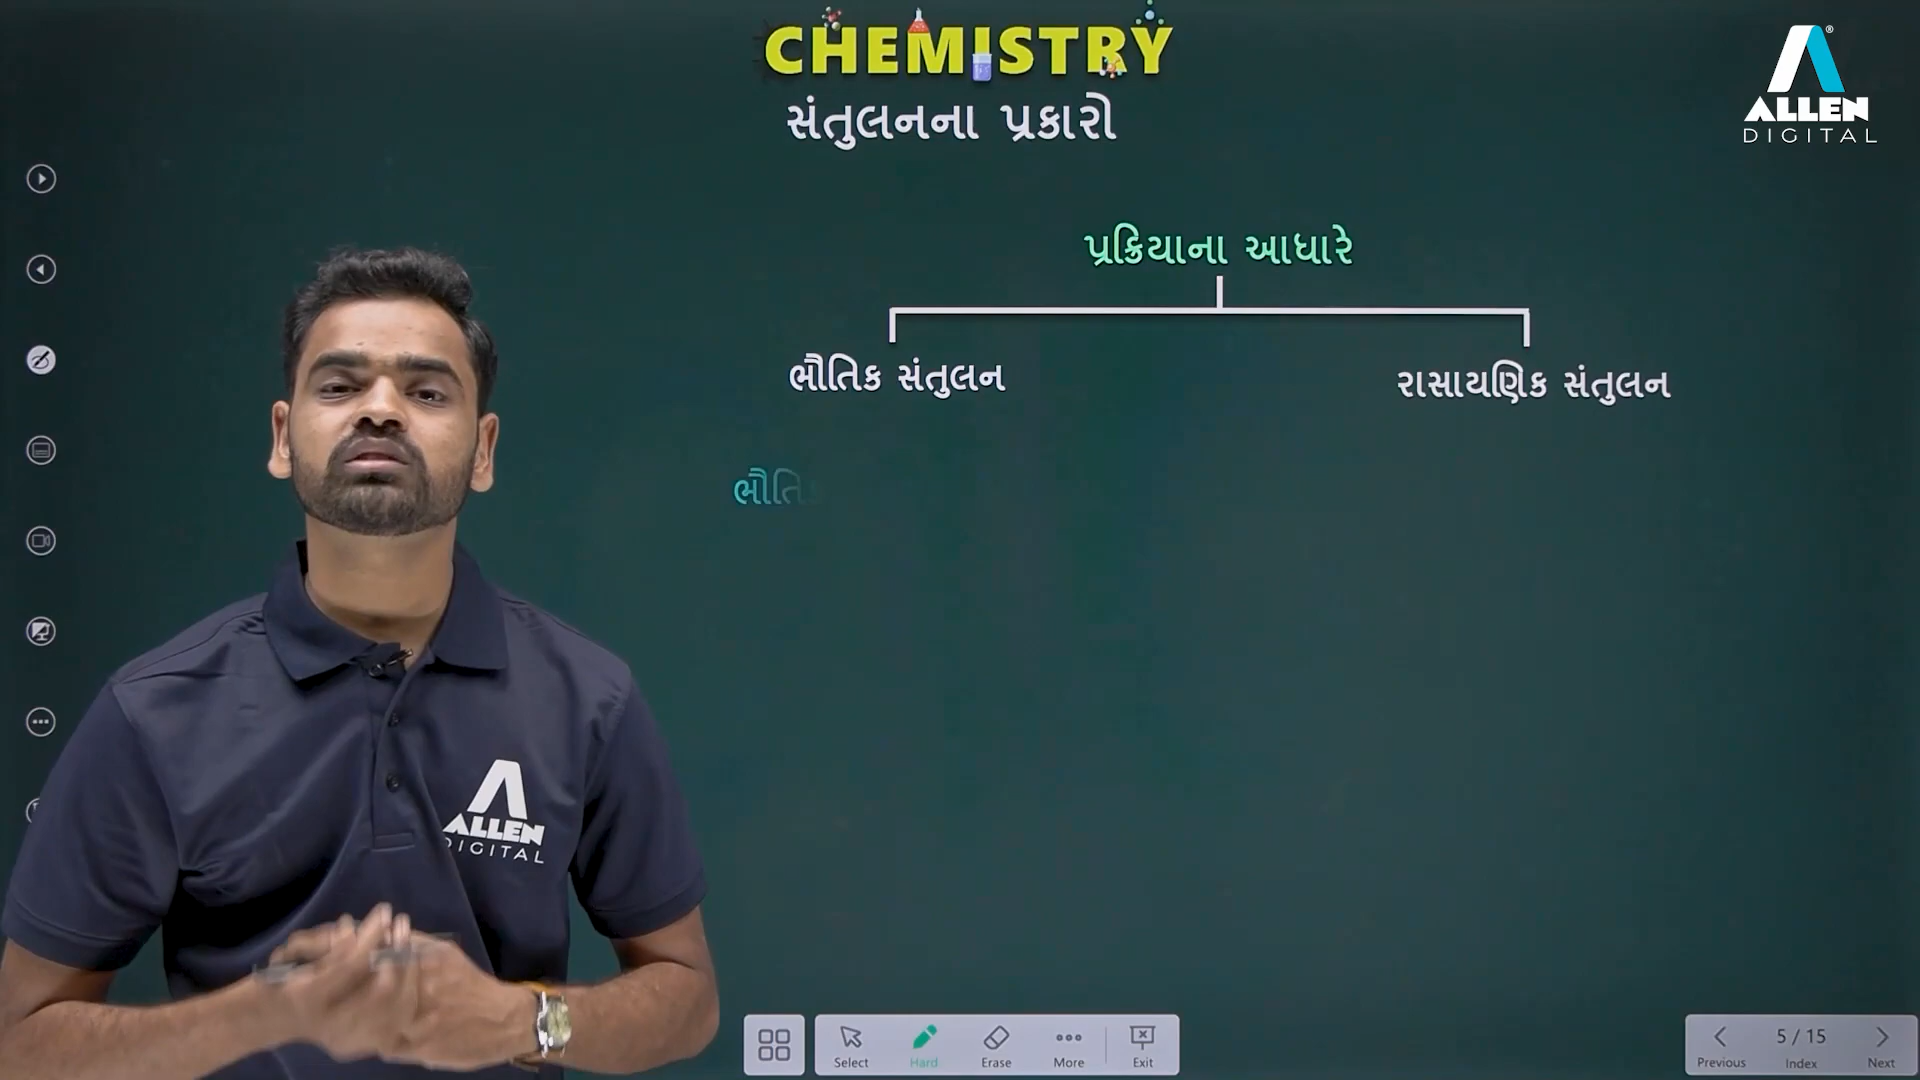 CHEMISTRY
સંતુલનના પ્રકારો
ALLEN
DIGITAL
પ્રક્રિયાના આધારે
ભૌતિક સંતુલન
રાસાયણિક સંતુલન
ALLEN
DIGITAL
Select
Hard
Erase
More
Exit
Previous
5 / 15
Index
Next